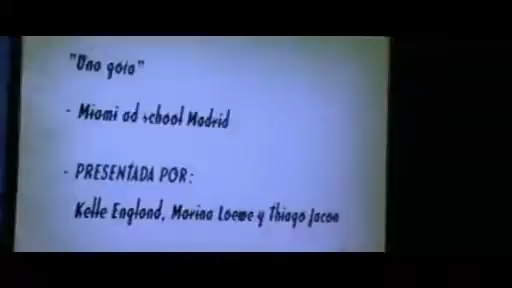 "Una gota"
- Miami ad school Madrid
- PRESENTADA POR:
Kelle England, Marina Loewe y Thiago Jacon